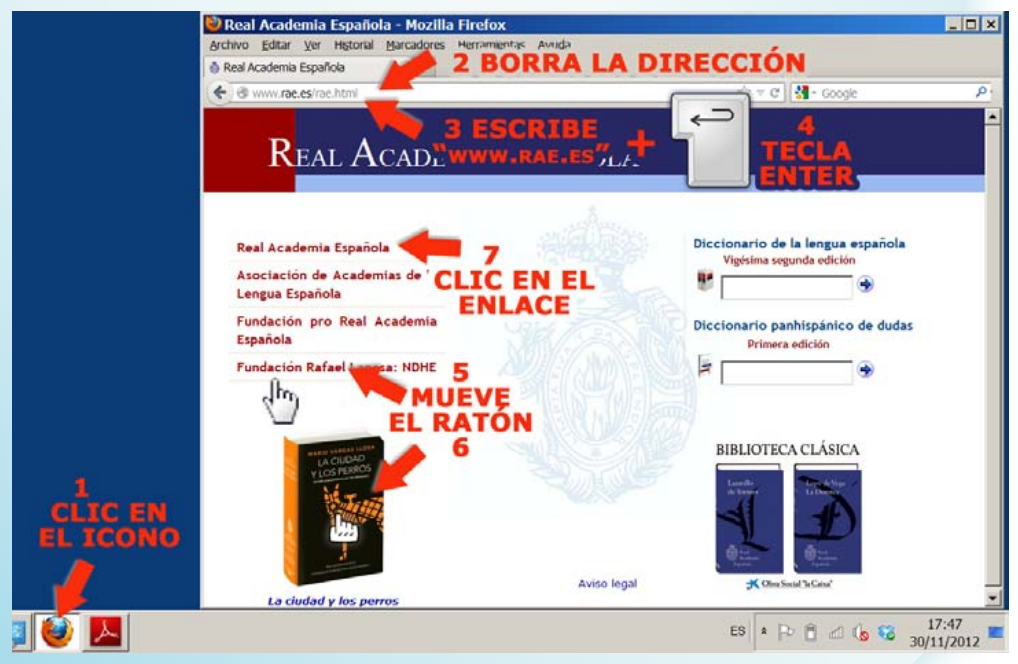 Real Academia Española - Mozilla Firefox
Archivo Editar Ver Historial Marcadores Herramientas Ayuda
Real Academia Española
2 BORRA LA DIRECCIÓN
www.rae.es/rae.html
Google
3 ESCRIBE
"WWW.RAE.ES" +
4
TECLA
ENTER
REAL
Real Academia Española
7
CLIC EN EL
ENLACE
Asociación de Academias de
Lengua Española
Fundación pro Real Academia
Española
Fundación Rafael NDHE
5
MUEVE
EL RATÓN
6
Diccionario de la lengua española
Vigésima segunda edición
Diccionario panhispánico de dudas
Primera edición
MARIO VARGAS LLOSA
LA CIUDAD
Y LOS PERROS
La ciudad y los perros
BIBLIOTECA CLÁSICA
Lazarillo
de Tormes
Lope de Vega
La Dorotea
Obra Social "la Caixa"
Aviso legal
1
CLIC EN
EL ICONO
ES
17:47
30/11/2012